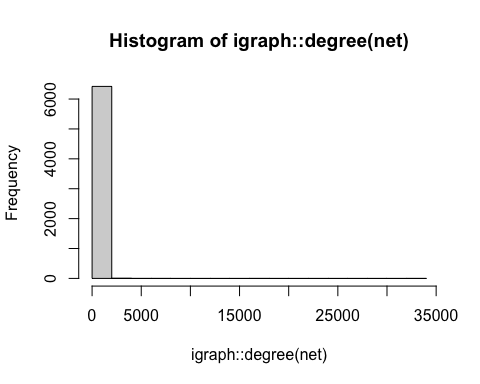 Histogram of igraph::degree(net)
Frequency
6000
4000
2000
0
0 5000 15000 25000 35000
igraph::degree(net)